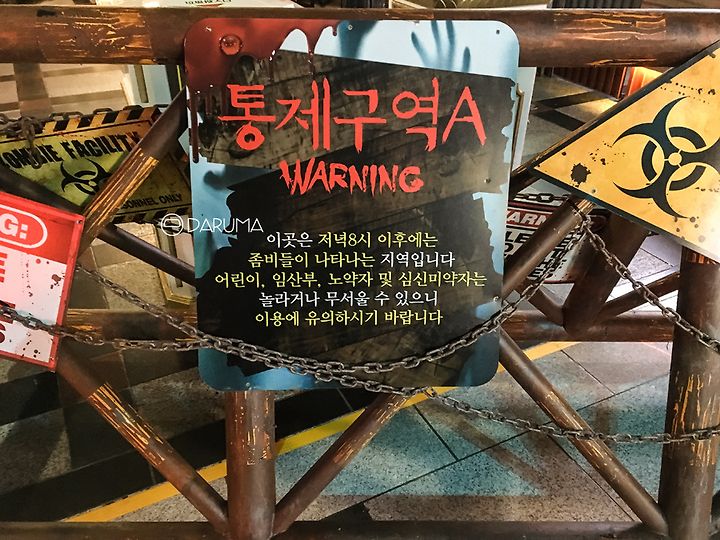 통제구역A
WARNING
이곳은 저녁8시 이후에는
좀비들이 나타나는 지역입니다
어린이, 임산부, 노약자 및 심신미약자는
놀라거나 무서울 수 있으니
이용에 유의하시기 바랍니다
DARUMA
FACILITY
ONLY
G:
WARN